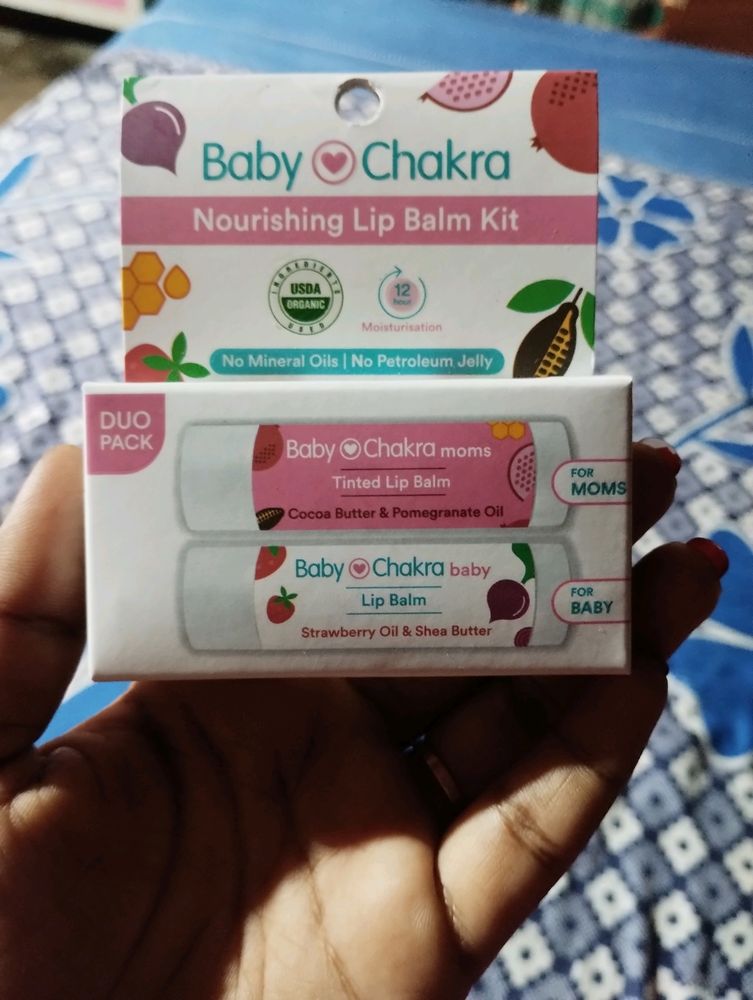 Baby Chakra
Nourishing Lip Balm Kit
INGREDIENTS
USDA
ORGANIC
USED
12
hour
Moisturisation
No Mineral Oils | No Petroleum Jelly
DUO
PACK
Baby Chakra moms
Tinted Lip Balm
Cocoa Butter & Pomegranate Oil
FOR
MOMS
Baby Chakra baby
Lip Balm
Strawberry Oil & Shea Butter
FOR
BABY